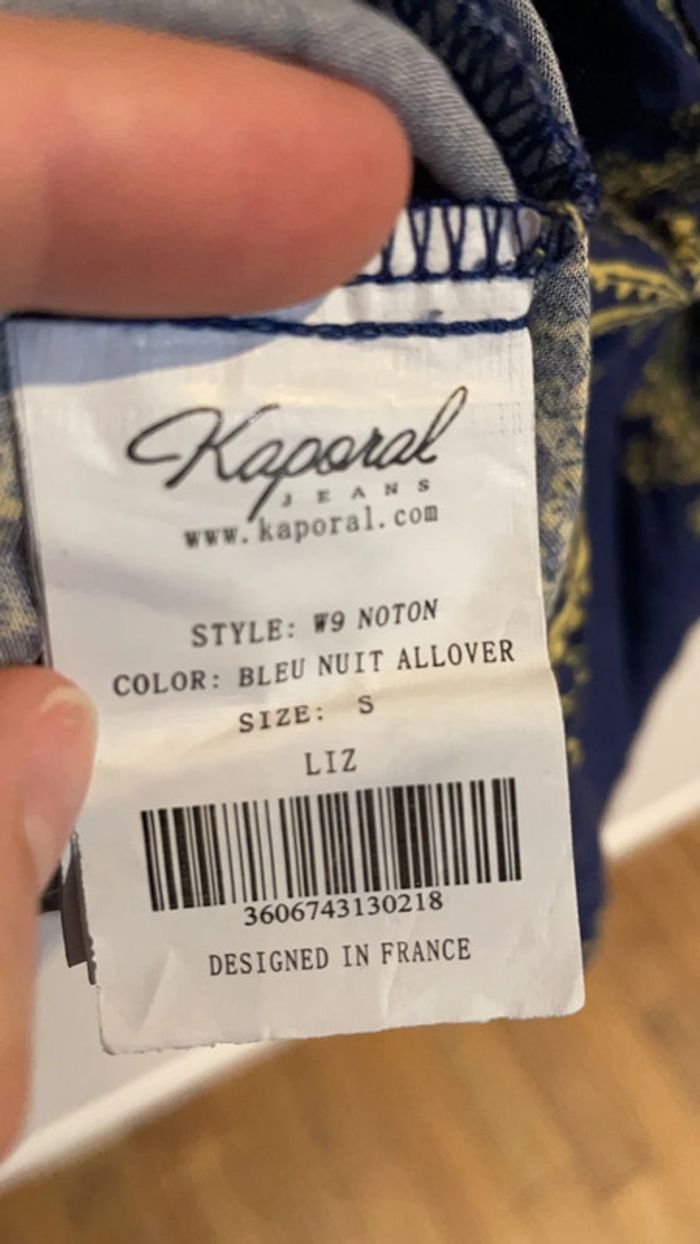 Kaporal
JEANS
www.kaporal.com
STYLE: W9 NOTON
COLOR: BLEU NUIT ALLOVER
SIZE: S
LIZ
3606743130218
DESIGNED IN FRANCE